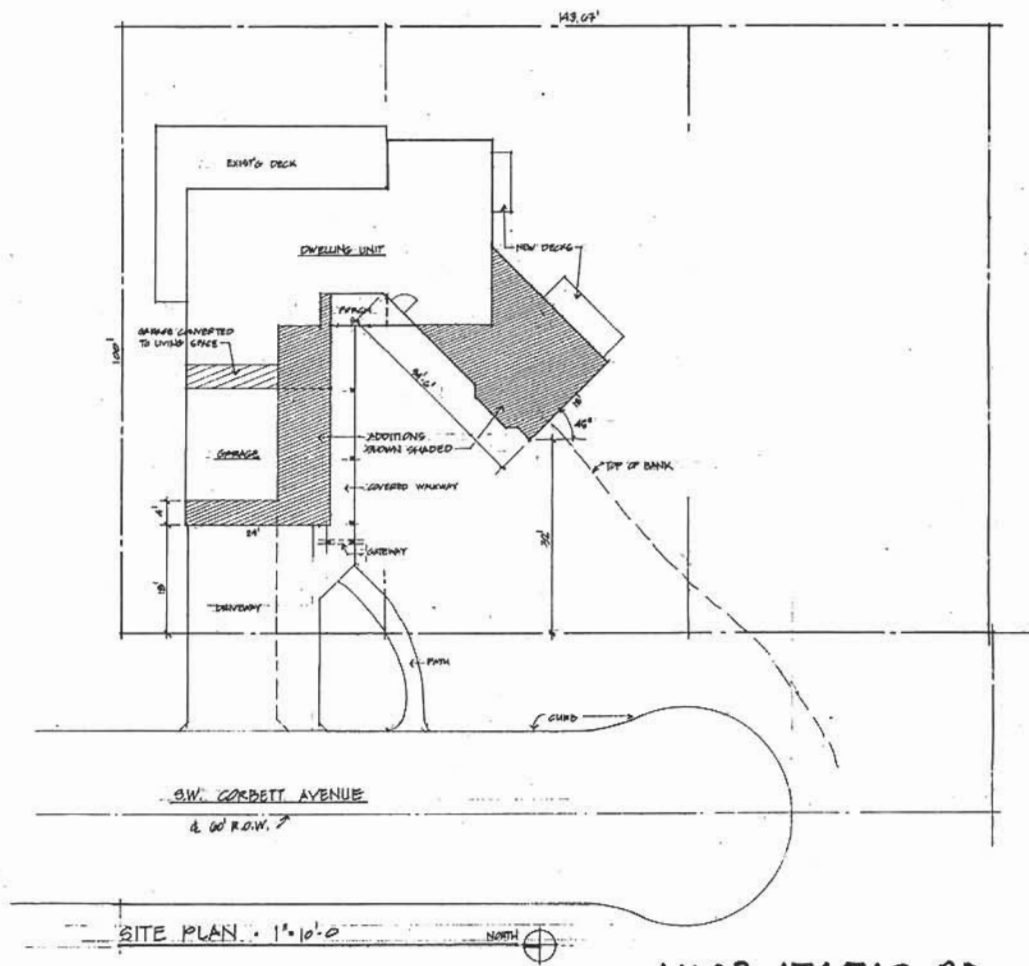 143.67'
EXIST'G DECK
DWELLING UNIT
NEW DECKS
PORCH
GARAGE CONVERTED
TO LIVING SPACE
100'
18'
45°
ADDITIONS
SHOWN SHADED
GARAGE
TOP OF BANK
COVERED WALKWAY
4'
24'
32'
GATEWAY
18'
DRIVEWAY
PATH
CURB
S.W. CORBETT AVENUE
℄ 60' R.O.W.
SITE PLAN · 1"=10'-0
NORTH